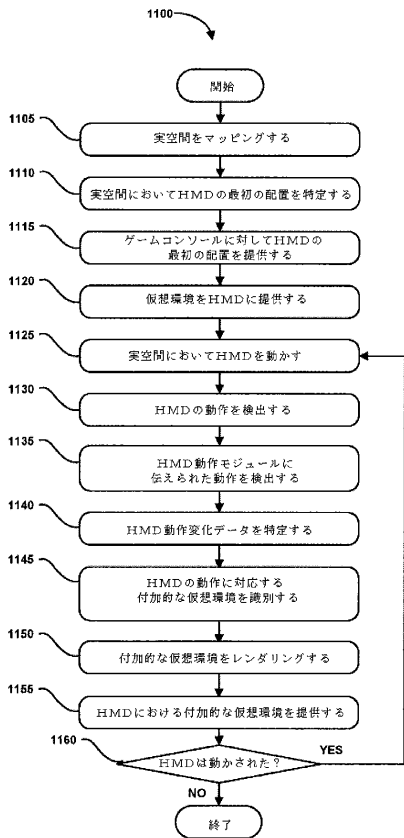 1100
開始
1105
実空間をマッピングする
1110
実空間においてHMDの最初の配置を特定する
1115
ゲームコンソールに対してHMDの
最初の配置を提供する
1120
仮想環境をHMDに提供する
1125
実空間においてHMDを動かす
1130
HMDの動作を検出する
1135
HMD動作モジュールに
伝えられた動作を検出する
1140
HMD動作変化データを特定する
1145
HMDの動作に対応する
付加的な仮想環境を識別する
1150
付加的な仮想環境をレンダリングする
1155
HMDにおける付加的な仮想環境を提供する
1160
HMDは動かされた?
YES
NO
終了